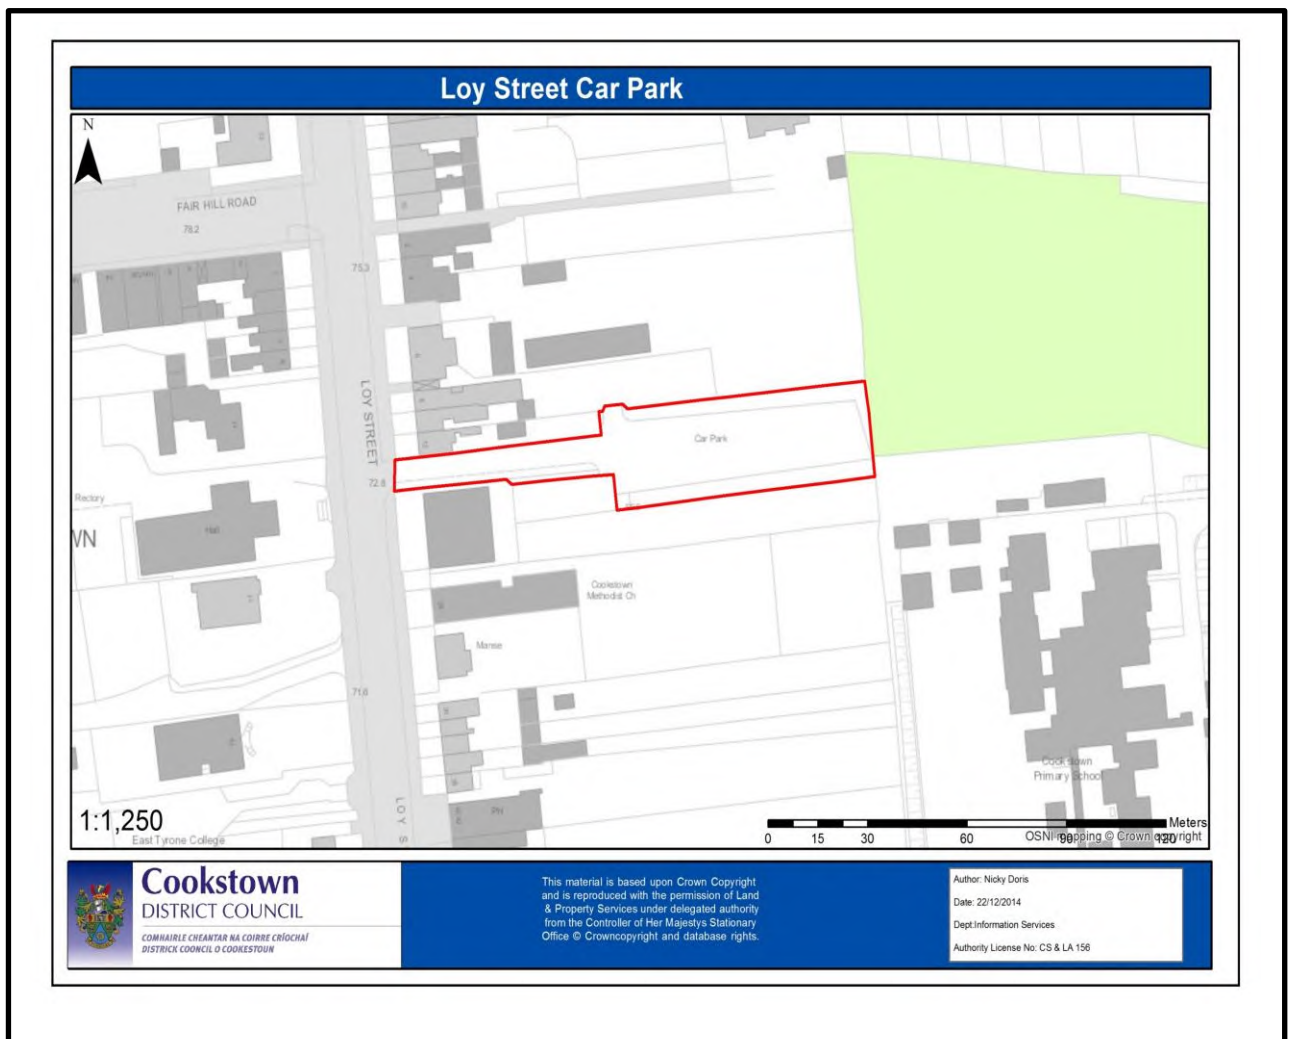 Loy Street Car Park
N
FAIR HILL ROAD
78.2
75.3
LOY STREET
Car Park
72.8
Rectory
WN
Hall
Cookstown
Methodist Ch
Manse
71.6
Cookstown
Primary School
LOY S
PH
1:1,250
East Tyrone College
Meters
0 15 30 60 90 120
OSNI mapping © Crown copyright
Cookstown
DISTRICT COUNCIL
COMHAIRLE CHEANTAR NA COIRRE CRÍOCHAÍ
DISTRICK COONCIL O COOKESTOUN
This material is based upon Crown Copyright
and is reproduced with the permission of Land
& Property Services under delegated authority
from the Controller of Her Majestys Stationary
Office © Crowncopyright and database rights.
Author: Nicky Doris
Date: 22/12/2014
Dept:Information Services
Authority License No: CS & LA 156